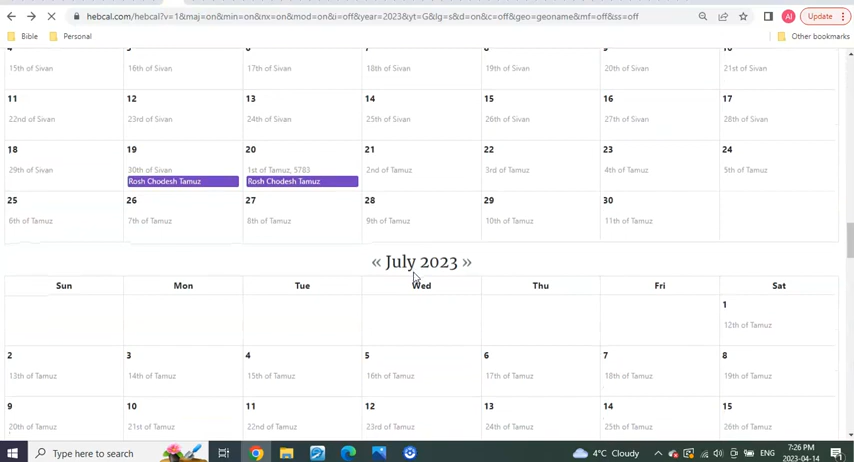 hebcal.com/hebcal?v=1&maj=on&min=on&nx=on&mod=on&i=off&year=2023&yt=G&lg=s&d=on&c=off&geo=geoname&mf=off&ss=off
AI
Update
Bible Personal Other bookmarks
15th of Sivan 16th of Sivan 17th of Sivan 18th of Sivan 19th of Sivan 20th of Sivan 21st of Sivan
11 12 13 14 15 16 17
22nd of Sivan 23rd of Sivan 24th of Sivan 25th of Sivan 26th of Sivan 27th of Sivan 28th of Sivan
18 19 20 21 22 23 24
29th of Sivan 30th of Sivan 1st of Tamuz, 5783 2nd of Tamuz 3rd of Tamuz 4th of Tamuz 5th of Tamuz
Rosh Chodesh Tamuz Rosh Chodesh Tamuz
25 26 27 28 29 30
6th of Tamuz 7th of Tamuz 8th of Tamuz 9th of Tamuz 10th of Tamuz 11th of Tamuz
« July 2023 »
Sun Mon Tue Wed Thu Fri Sat
1
12th of Tamuz
2 3 4 5 6 7 8
13th of Tamuz 14th of Tamuz 15th of Tamuz 16th of Tamuz 17th of Tamuz 18th of Tamuz 19th of Tamuz
9 10 11 12 13 14 15
20th of Tamuz 21st of Tamuz 22nd of Tamuz 23rd of Tamuz 24th of Tamuz 25th of Tamuz 26th of Tamuz
Type here to search 4°C Cloudy ENG 7:26 PM
2023-04-14